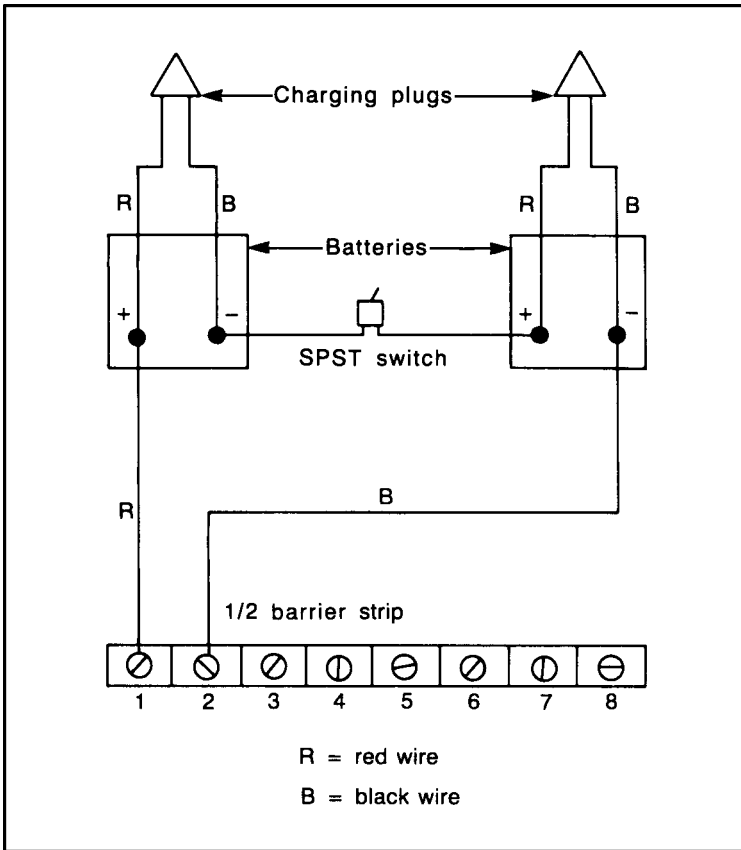 Charging plugs
R B R B
Batteries
+ − + −
SPST switch
B
R
1/2 barrier strip
1 2 3 4 5 6 7 8
R = red wire
B = black wire